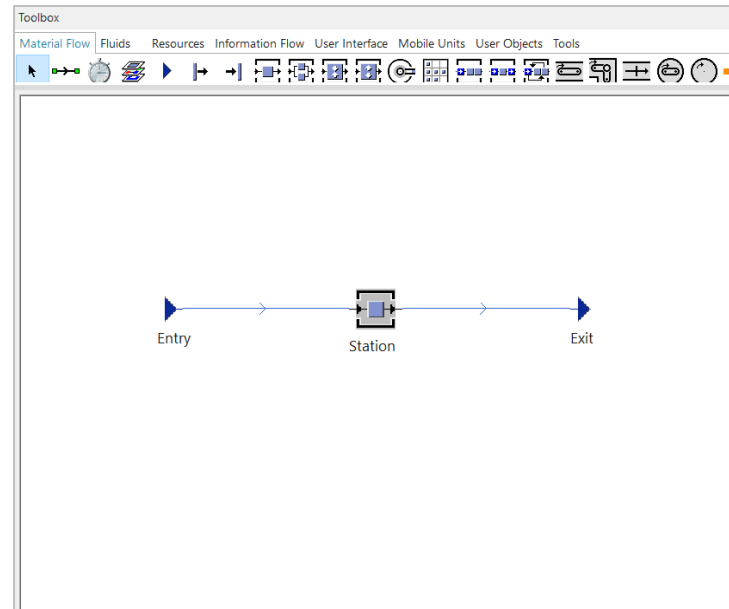 Toolbox
Material Flow Fluids Resources Information Flow User Interface Mobile Units User Objects Tools
Entry Station Exit